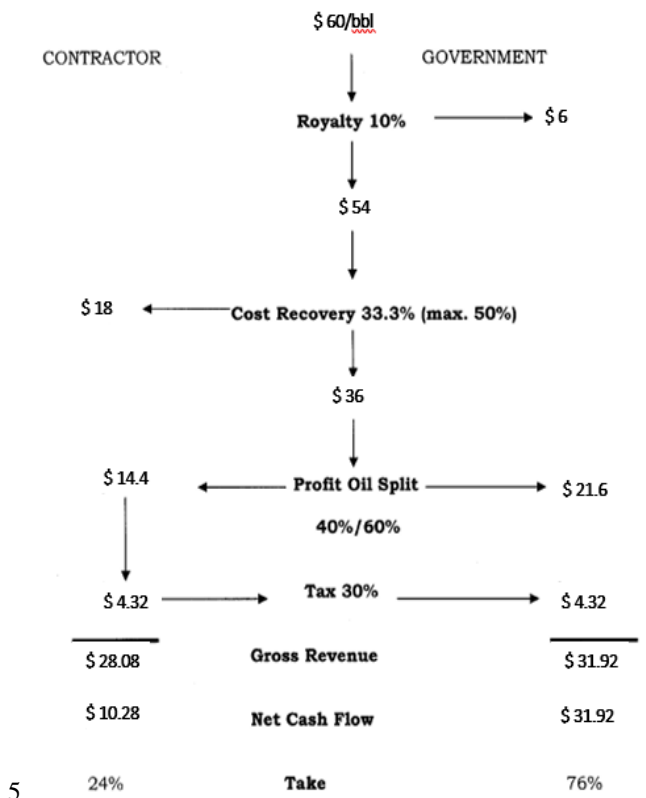 $ 60/bbl
CONTRACTOR GOVERNMENT
Royalty 10% $ 6
$ 54
$ 18 Cost Recovery 33.3% (max. 50%)
$ 36
$ 14.4 Profit Oil Split $ 21.6
40%/60%
$ 4.32 Tax 30% $ 4.32
$ 28.08 Gross Revenue $ 31.92
$ 10.28 Net Cash Flow $ 31.92
5 24% Take 76%